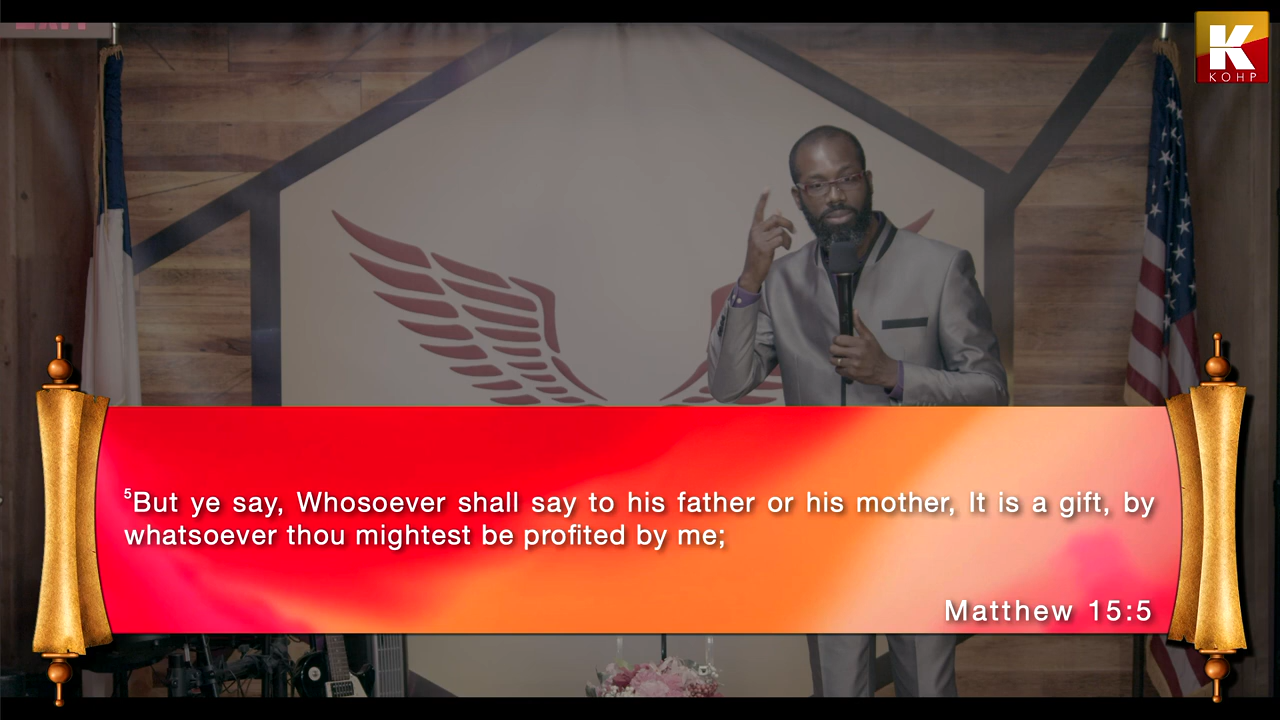 EXIT
K
KOHP
⁵But ye say, Whosoever shall say to his father or his mother, It is a gift, by
whatsoever thou mightest be profited by me;
Matthew 15:5